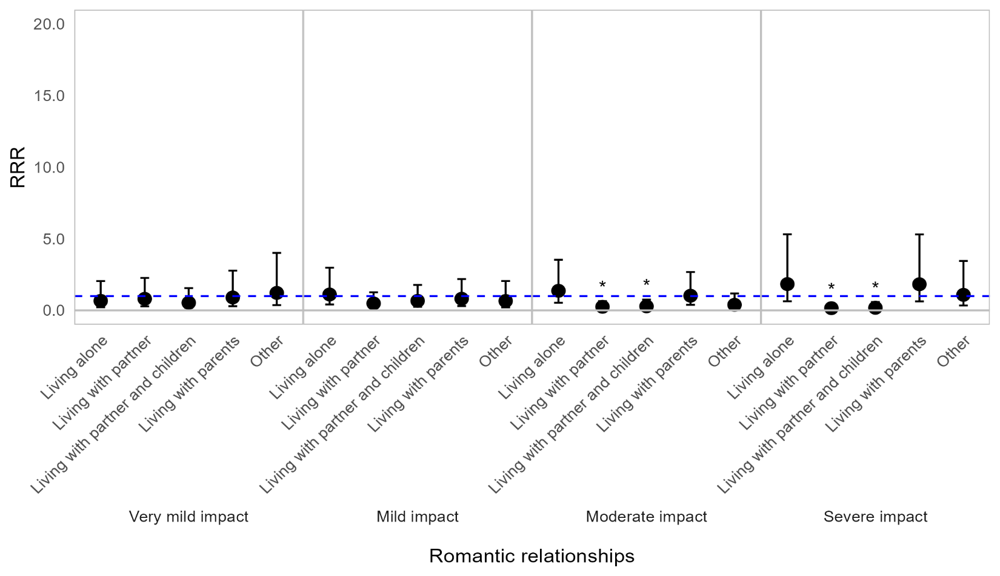 20.0
15.0
10.0
5.0
0.0
RRR
*
*
*
*
Living alone
Living with partner
Living with partner and children
Living with parents
Other
Living alone
Living with partner
Living with partner and children
Living with parents
Other
Living alone
Living with partner
Living with partner and children
Living with parents
Other
Living alone
Living with partner
Living with partner and children
Living with parents
Other
Very mild impact
Mild impact
Moderate impact
Severe impact
Romantic relationships